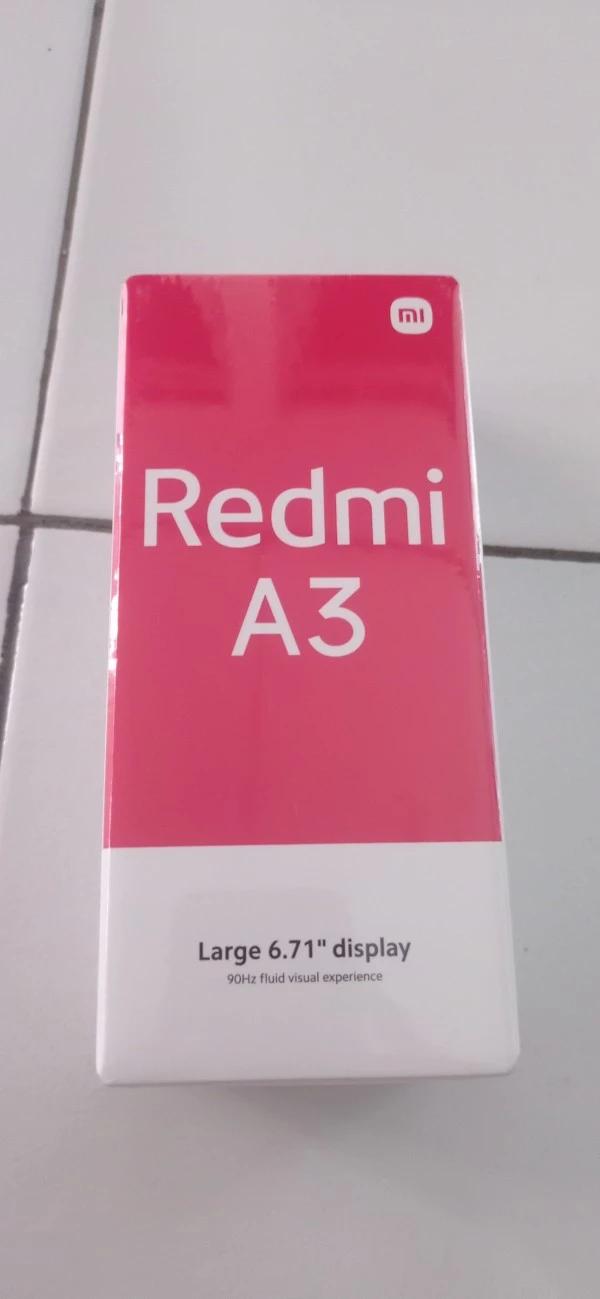 mi
Redmi
A3
Large 6.71" display
90Hz fluid visual experience